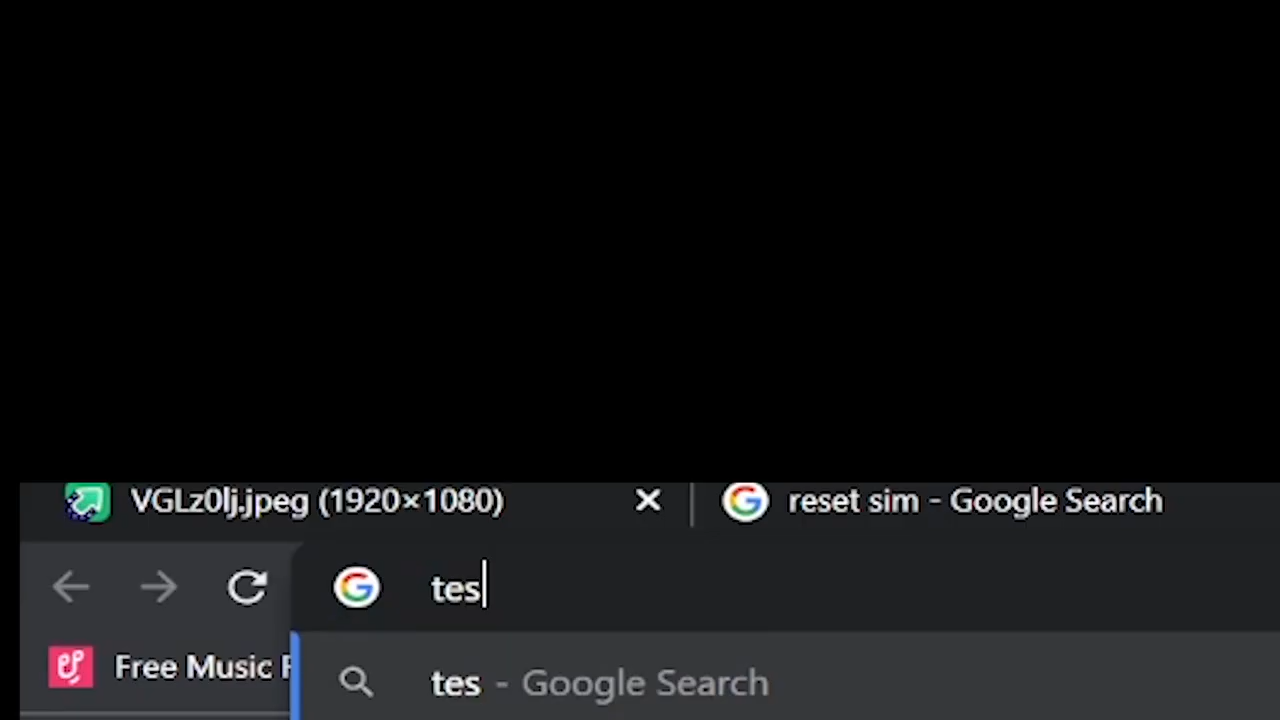 VGLz0lj.jpeg (1920×1080) reset sim - Google Search
tes
Free Music
tes - Google Search